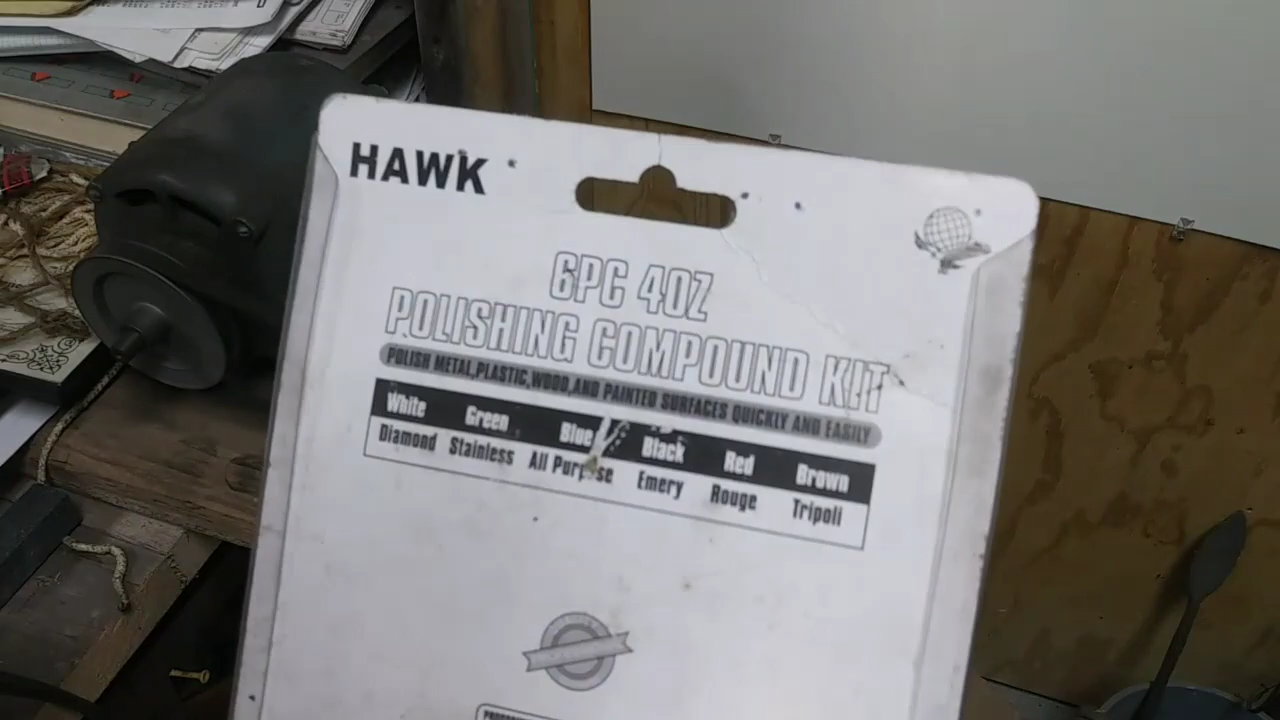 HAWK
6PC 4OZ
POLISHING COMPOUND KIT
POLISH METAL,PLASTIC,WOOD,AND PAINTED SURFACES QUICKLY AND EASILY
White Green Blue Black Red Brown
Diamond Stainless All Purpose Emery Rouge Tripoli